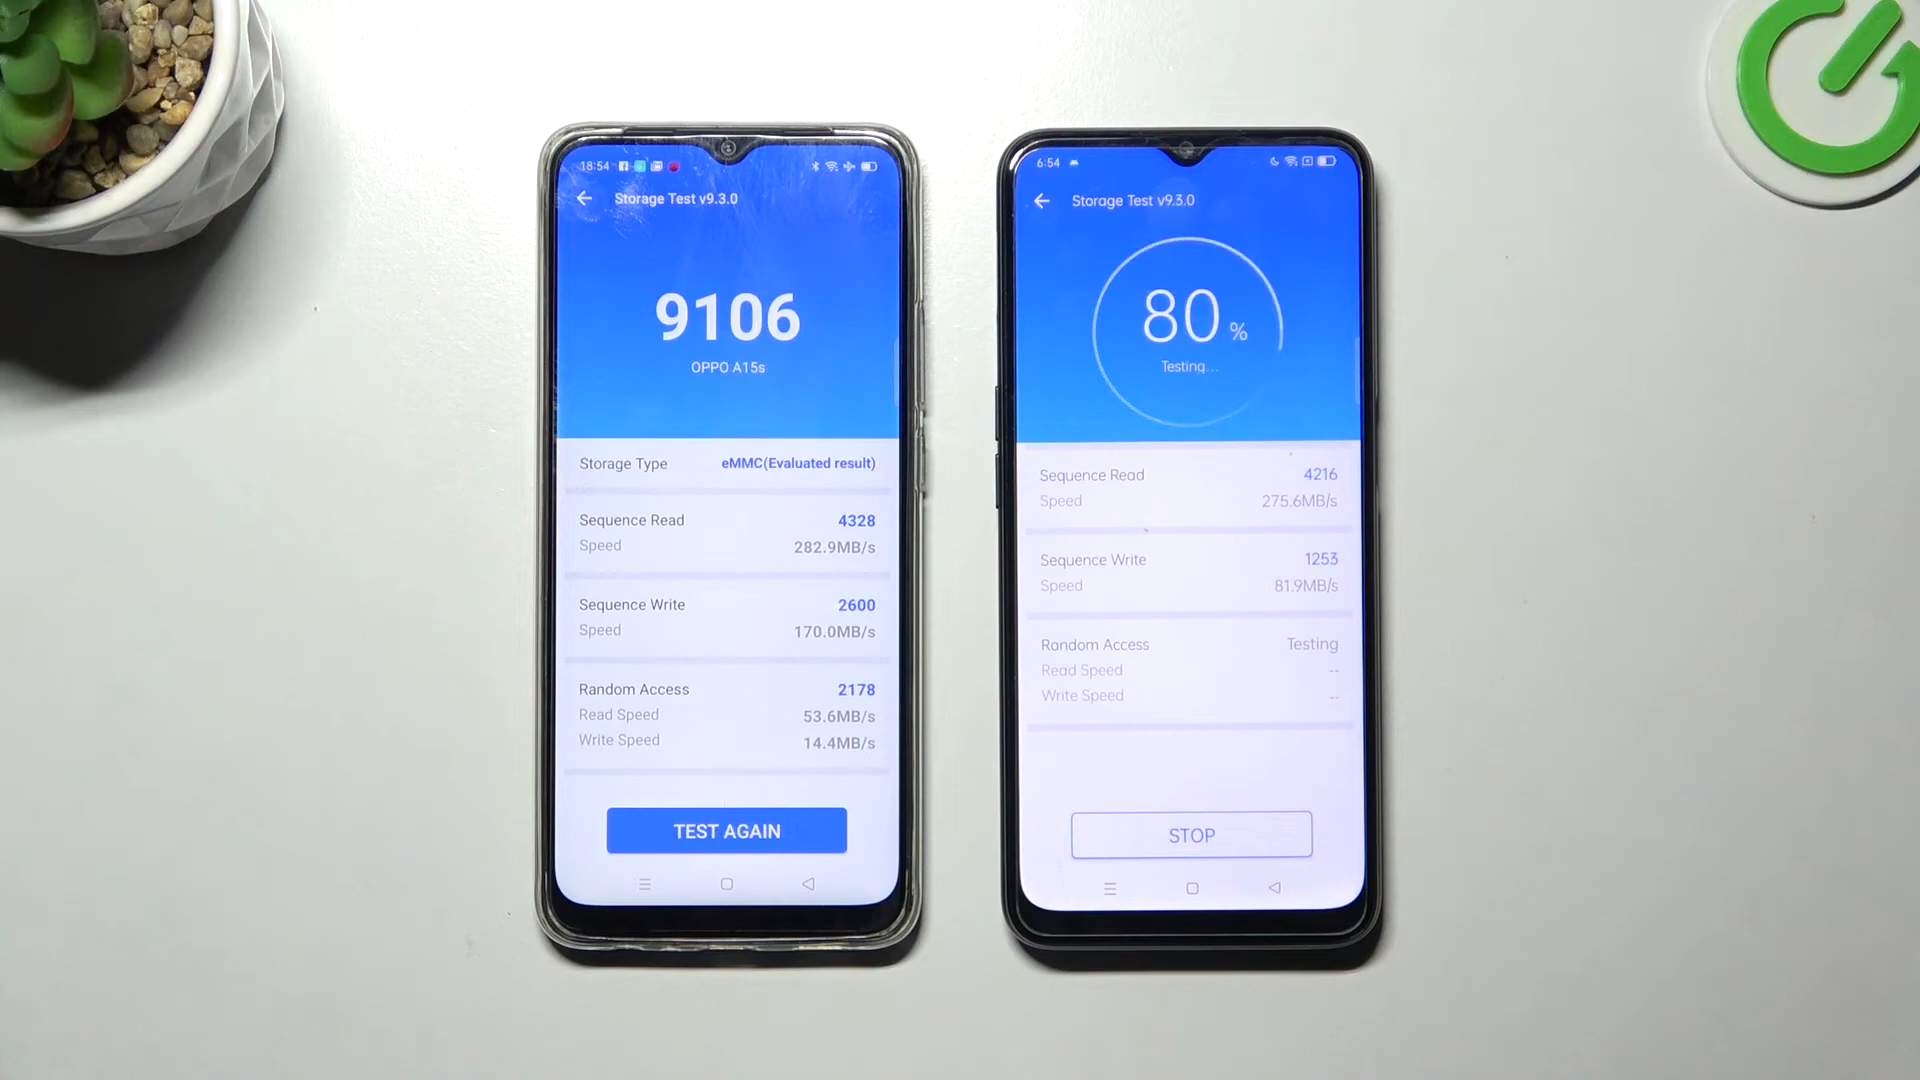 18:54
Storage Test v9.3.0
9106
OPPO A15s
Storage Type eMMC(Evaluated result)
Sequence Read 4328
Speed 282.9MB/s
Sequence Write 2600
Speed 170.0MB/s
Random Access 2178
Read Speed 53.6MB/s
Write Speed 14.4MB/s
TEST AGAIN
6:54
Storage Test v9.3.0
80 %
Testing...
Sequence Read 4216
Speed 275.6MB/s
Sequence Write 1253
Speed 81.9MB/s
Random Access Testing
Read Speed --
Write Speed --
STOP